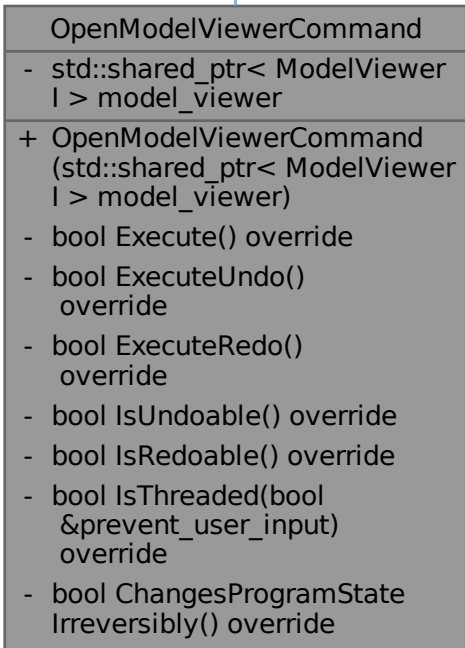 OpenModelViewerCommand
- std::shared_ptr< ModelViewer
I > model_viewer
+ OpenModelViewerCommand
(std::shared_ptr< ModelViewer
I > model_viewer)
- bool Execute() override
- bool ExecuteUndo()
override
- bool ExecuteRedo()
override
- bool IsUndoable() override
- bool IsRedoable() override
- bool IsThreaded(bool
&prevent_user_input)
override
- bool ChangesProgramState
Irreversibly() override